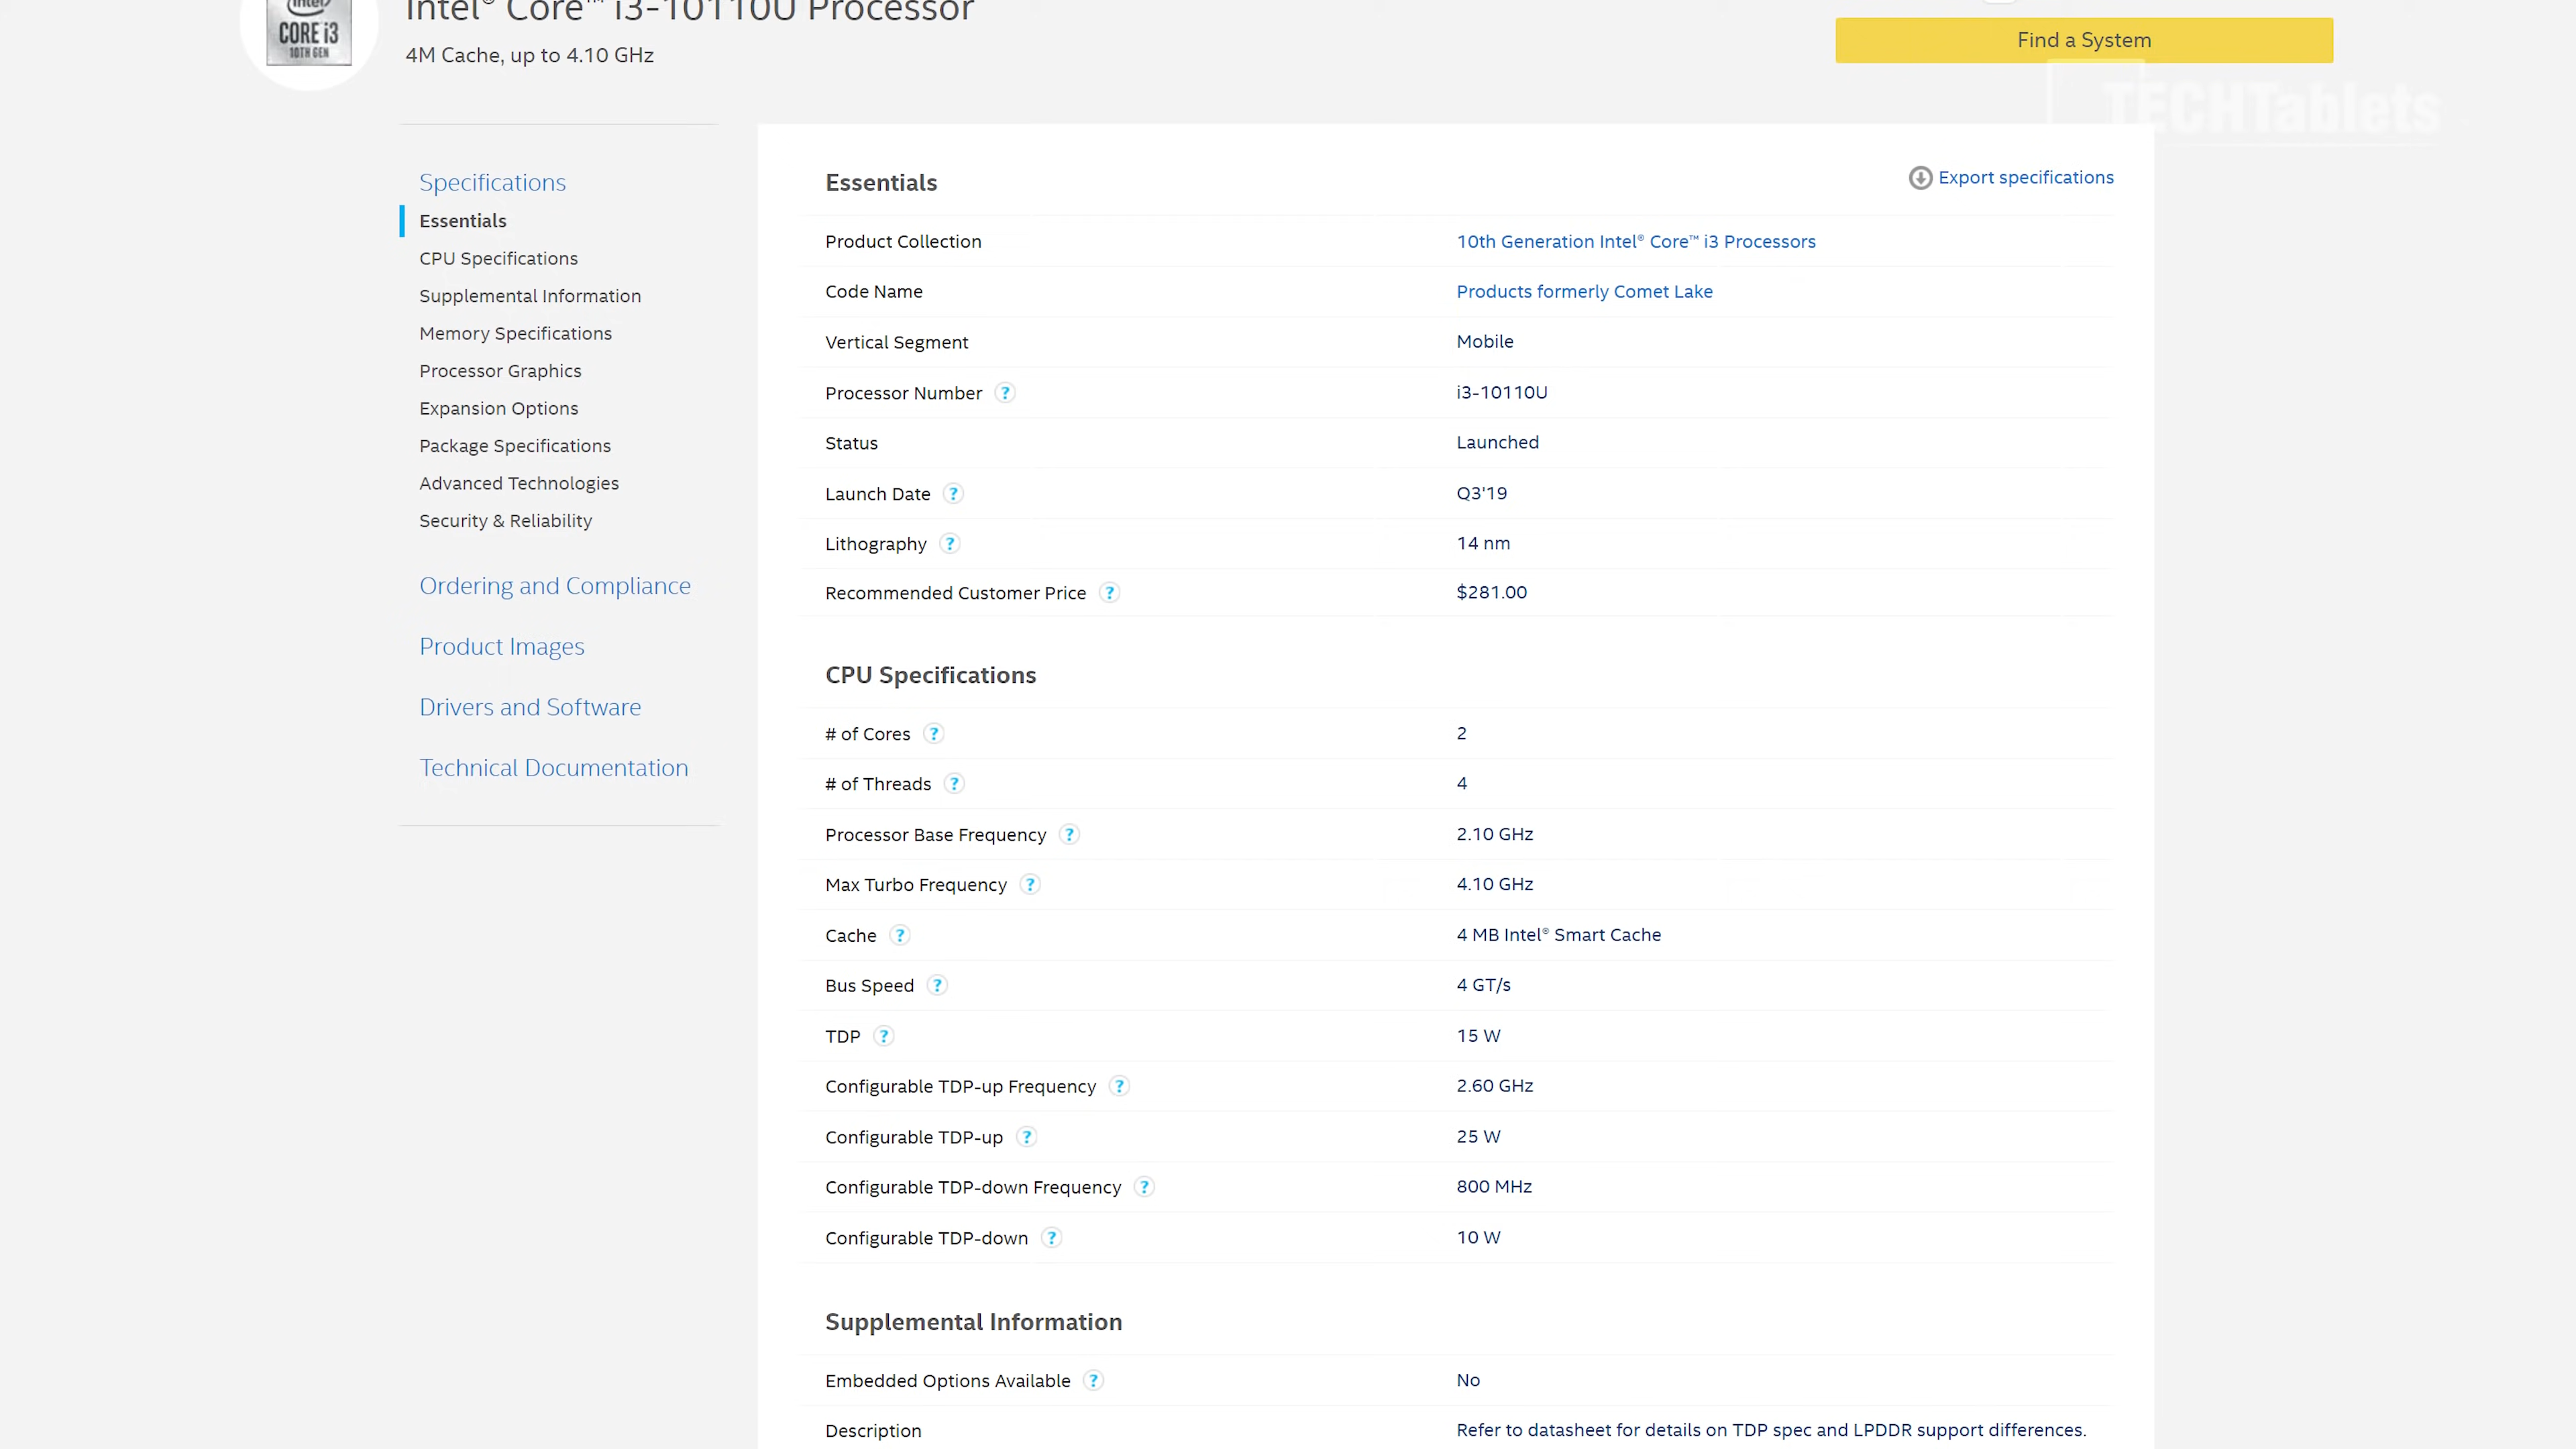 intel
CORE i3
10TH GEN
Intel® Core™ i3-10110U Processor
4M Cache, up to 4.10 GHz
Find a System
TECHTablets
Specifications
Essentials
CPU Specifications
Supplemental Information
Memory Specifications
Processor Graphics
Expansion Options
Package Specifications
Advanced Technologies
Security & Reliability
Ordering and Compliance
Product Images
Drivers and Software
Technical Documentation
Essentials
Export specifications
Product Collection 10th Generation Intel® Core™ i3 Processors
Code Name Products formerly Comet Lake
Vertical Segment Mobile
Processor Number ? i3-10110U
Status Launched
Launch Date ? Q3'19
Lithography ? 14 nm
Recommended Customer Price ? $281.00
CPU Specifications
# of Cores ? 2
# of Threads ? 4
Processor Base Frequency ? 2.10 GHz
Max Turbo Frequency ? 4.10 GHz
Cache ? 4 MB Intel® Smart Cache
Bus Speed ? 4 GT/s
TDP ? 15 W
Configurable TDP-up Frequency ? 2.60 GHz
Configurable TDP-up ? 25 W
Configurable TDP-down Frequency ? 800 MHz
Configurable TDP-down ? 10 W
Supplemental Information
Embedded Options Available ? No
Description Refer to datasheet for details on TDP spec and LPDDR support differences.